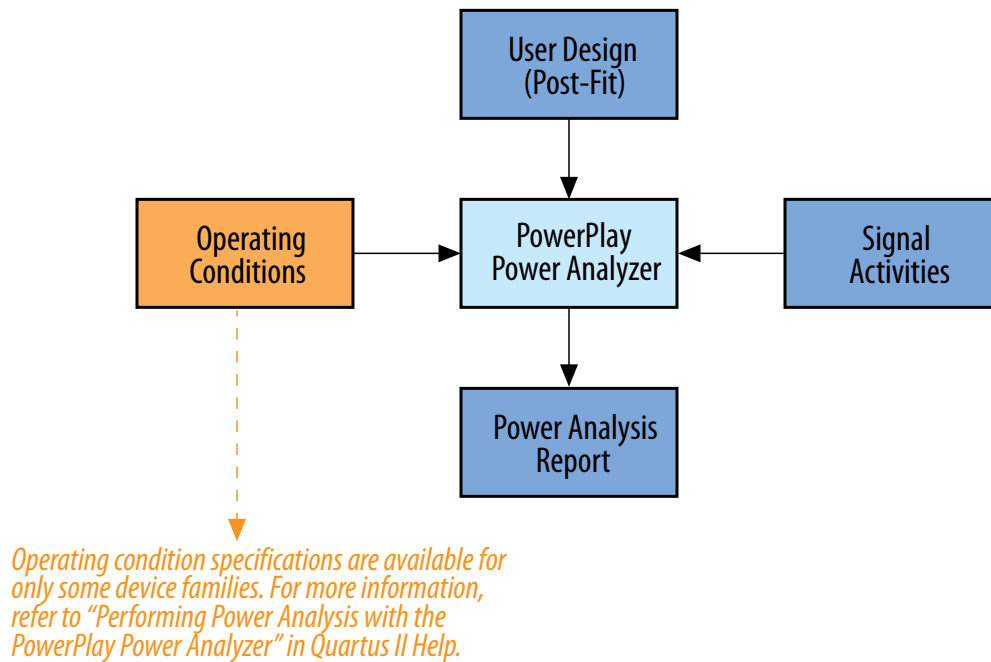 User Design
(Post-Fit)
Operating
Conditions
PowerPlay
Power Analyzer
Signal
Activities
Power Analysis
Report
Operating condition specifications are available for
only some device families. For more information,
refer to “Performing Power Analysis with the
PowerPlay Power Analyzer” in Quartus II Help.